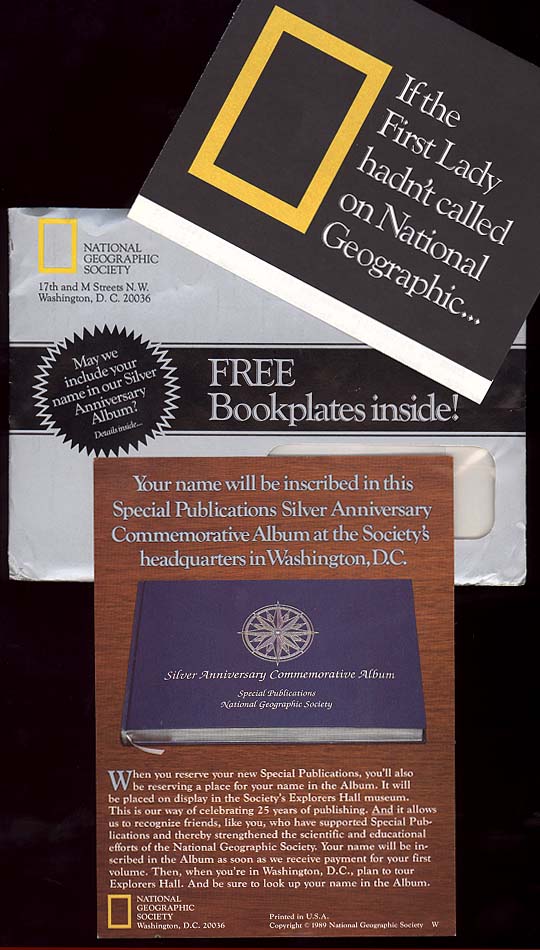 If the
First Lady
hadn't called
on National
Geographic...
NATIONAL
GEOGRAPHIC
SOCIETY
17th and M Streets N.W.
Washington, D. C. 20036
May we
include your
name in our Silver
Anniversary
Album?
Details inside...
FREE
Bookplates inside!
Your name will be inscribed in this
Special Publications Silver Anniversary
Commemorative Album at the Society's
headquarters in Washington, D.C.
Silver Anniversary Commemorative Album
Special Publications
National Geographic Society
When you reserve your new Special Publications, you'll also
be reserving a place for your name in the Album. It will
be placed on display in the Society's Explorers Hall museum.
This is our way of celebrating 25 years of publishing. And it allows
us to recognize friends, like you, who have supported Special Pub-
lications and thereby strengthened the scientific and educational
efforts of the National Geographic Society. Your name will be in-
scribed in the Album as soon as we receive payment for your first
volume. Then, when you're in Washington, D.C., plan to tour
Explorers Hall. And be sure to look up your name in the Album.
NATIONAL
GEOGRAPHIC
SOCIETY
Washington, D.C. 20036
Printed in U.S.A.
Copyright © 1989 National Geographic Society W